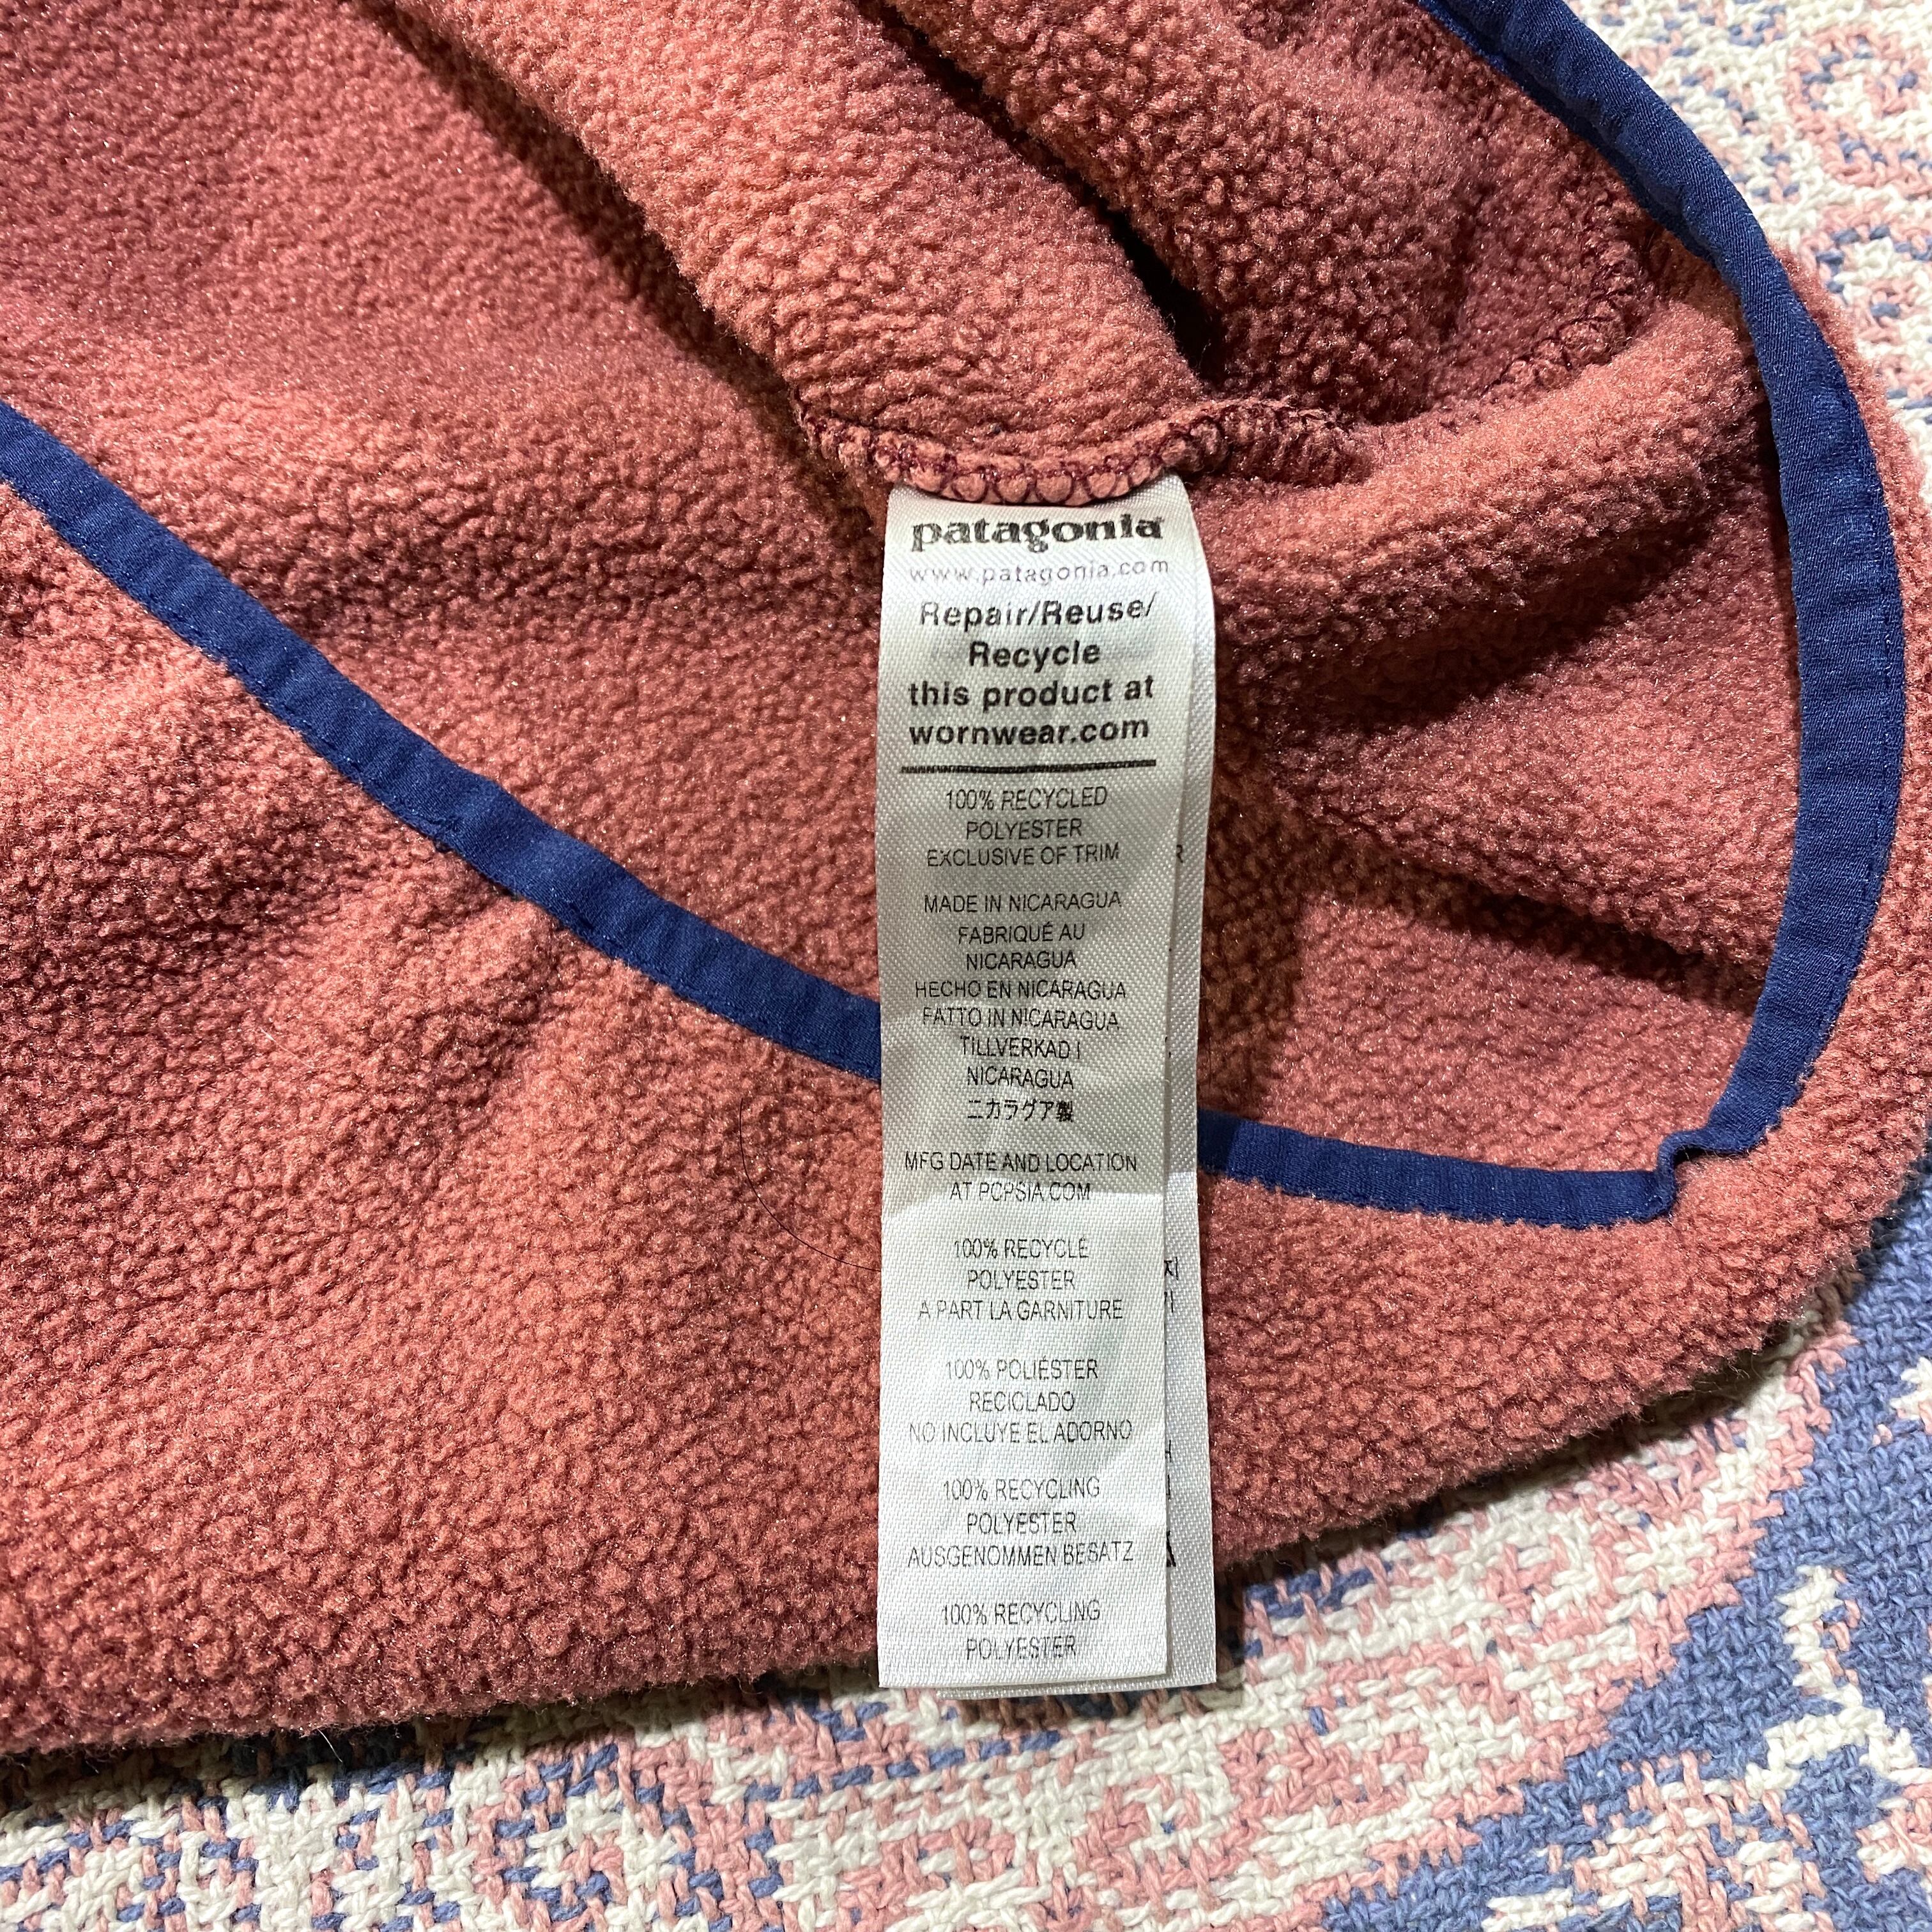 patagonia
www.patagonia.com
Repair/Reuse/
Recycle
this product at
wornwear.com
100% RECYCLED
POLYESTER
EXCLUSIVE OF TRIM
MADE IN NICARAGUA
FABRIQUÉ AU
NICARAGUA
HECHO EN NICARAGUA
FATTO IN NICARAGUA
TILLVERKAD I
NICARAGUA
ニカラグア製
MFG DATE AND LOCATION
AT PCPSIA.COM
100% RECYCLÉ
POLYESTER
A PART LA GARNITURE
100% POLIÉSTER
RECICLADO
NO INCLUYE EL ADORNO
100% RECYCLING
POLYESTER
AUSGENOMMEN BESATZ
100% RECYCLING
POLYESTER